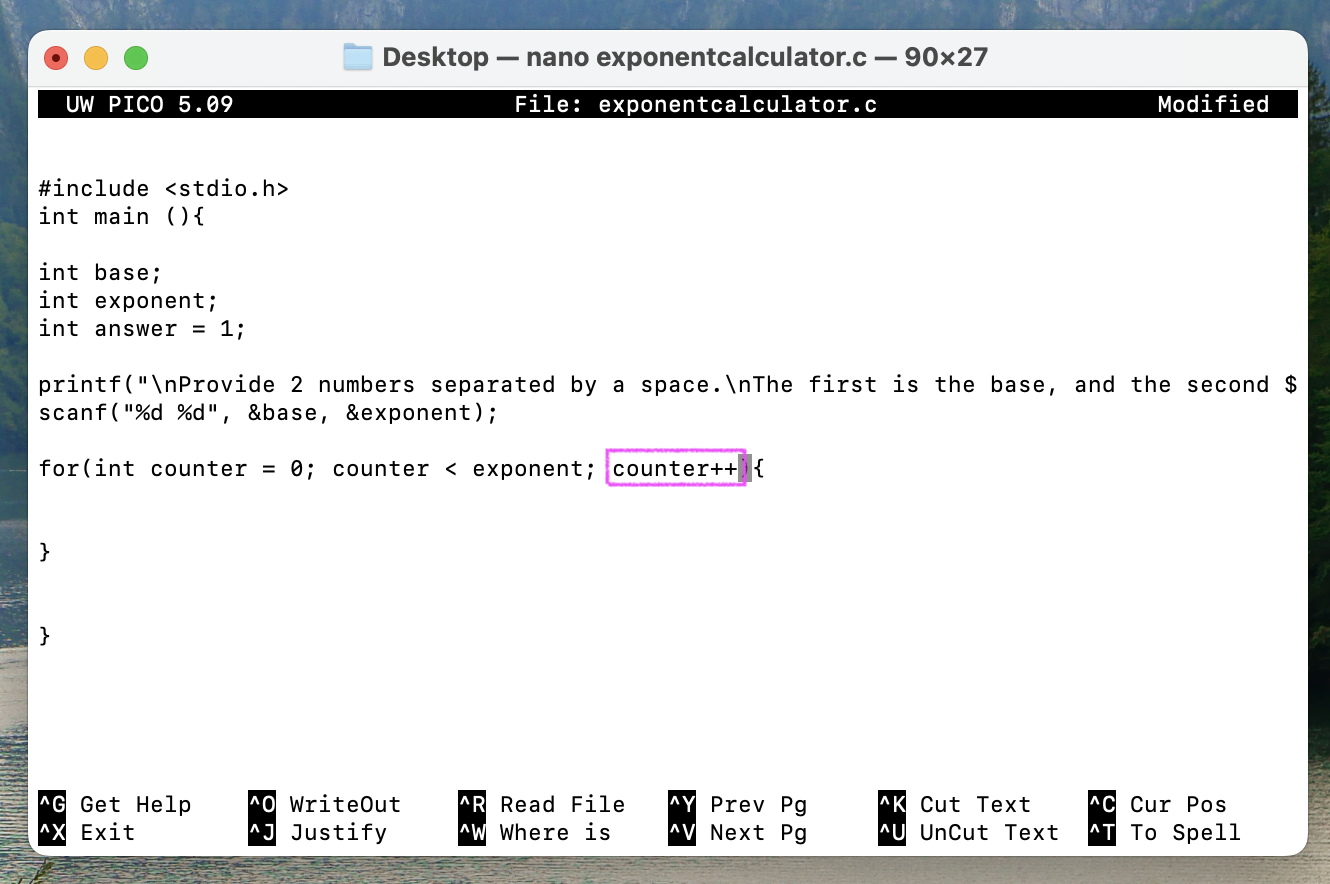 Desktop — nano exponentcalculator.c — 90×27
UW PICO 5.09 File: exponentcalculator.c Modified
#include <stdio.h>
int main (){
int base;
int exponent;
int answer = 1;
printf("\nProvide 2 numbers separated by a space.\nThe first is the base, and the second $
scanf("%d %d", &base, &exponent);
for(int counter = 0; counter < exponent; counter++){
}
}
^G Get Help ^O WriteOut ^R Read File ^Y Prev Pg ^K Cut Text ^C Cur Pos
^X Exit ^J Justify ^W Where is ^V Next Pg ^U UnCut Text ^T To Spell